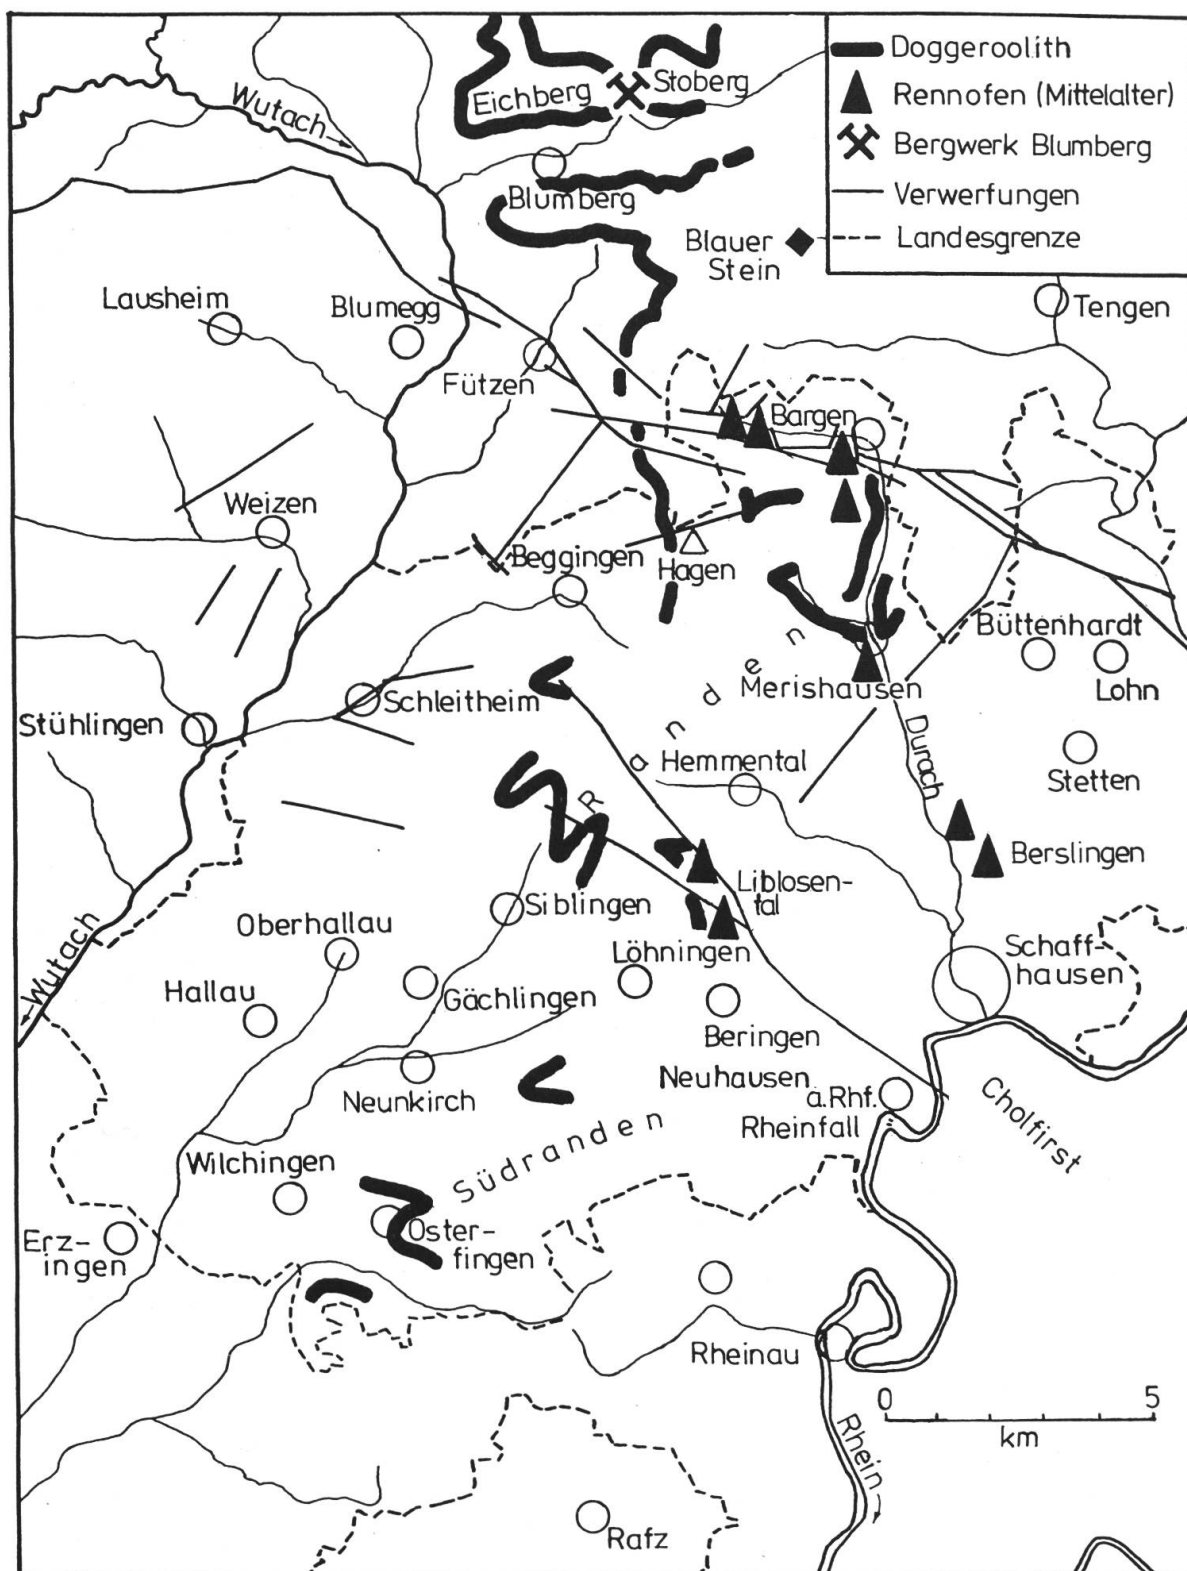 Doggeroolith
Rennofen (Mittelalter)
Bergwerk Blumberg
Verwerfungen
Landesgrenze
Wutach
Eichberg
Stoberg
Blumberg
Blauer
Stein
Tengen
Lausheim
Blumegg
Fützen
Bargen
Weizen
Beggingen
Hagen
Büttenhardt
Lohn
Merishausen
Schleitheim
Stühlingen
Randen
Durach
Hemmental
Stetten
Berslingen
Liblosen-
tal
Siblingen
Oberhallau
Löhningen
Schaff-
hausen
Wutach
Hallau
Gächlingen
Beringen
Neuhausen
a.Rhf.
Rheinfall
Cholfirst
Neunkirch
Südranden
Wilchingen
Oster-
fingen
Erz-
ingen
Rheinau
0 5
km
Rhein
Rafz